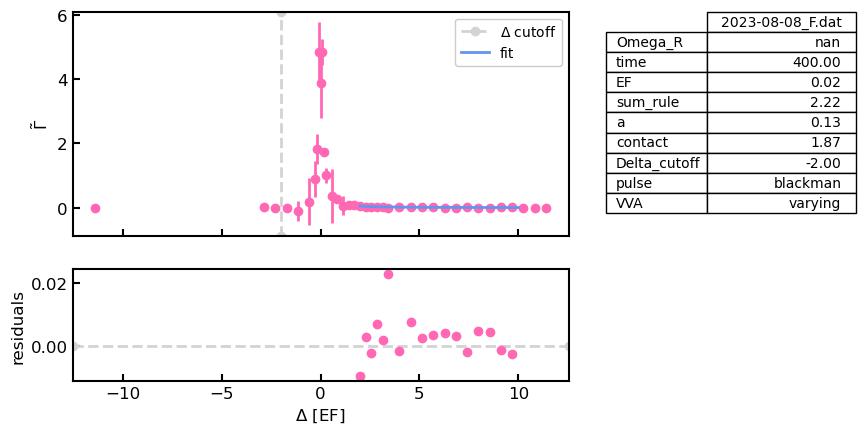 6
4
2
0
Γ̃
Δ cutoff
fit
2023-08-08_F.dat
Omega_R nan
time 400.00
EF 0.02
sum_rule 2.22
a 0.13
contact 1.87
Delta_cutoff -2.00
pulse blackman
VVA varying
0.02
0.00
residuals
−10 −5 0 5 10
Δ [EF]